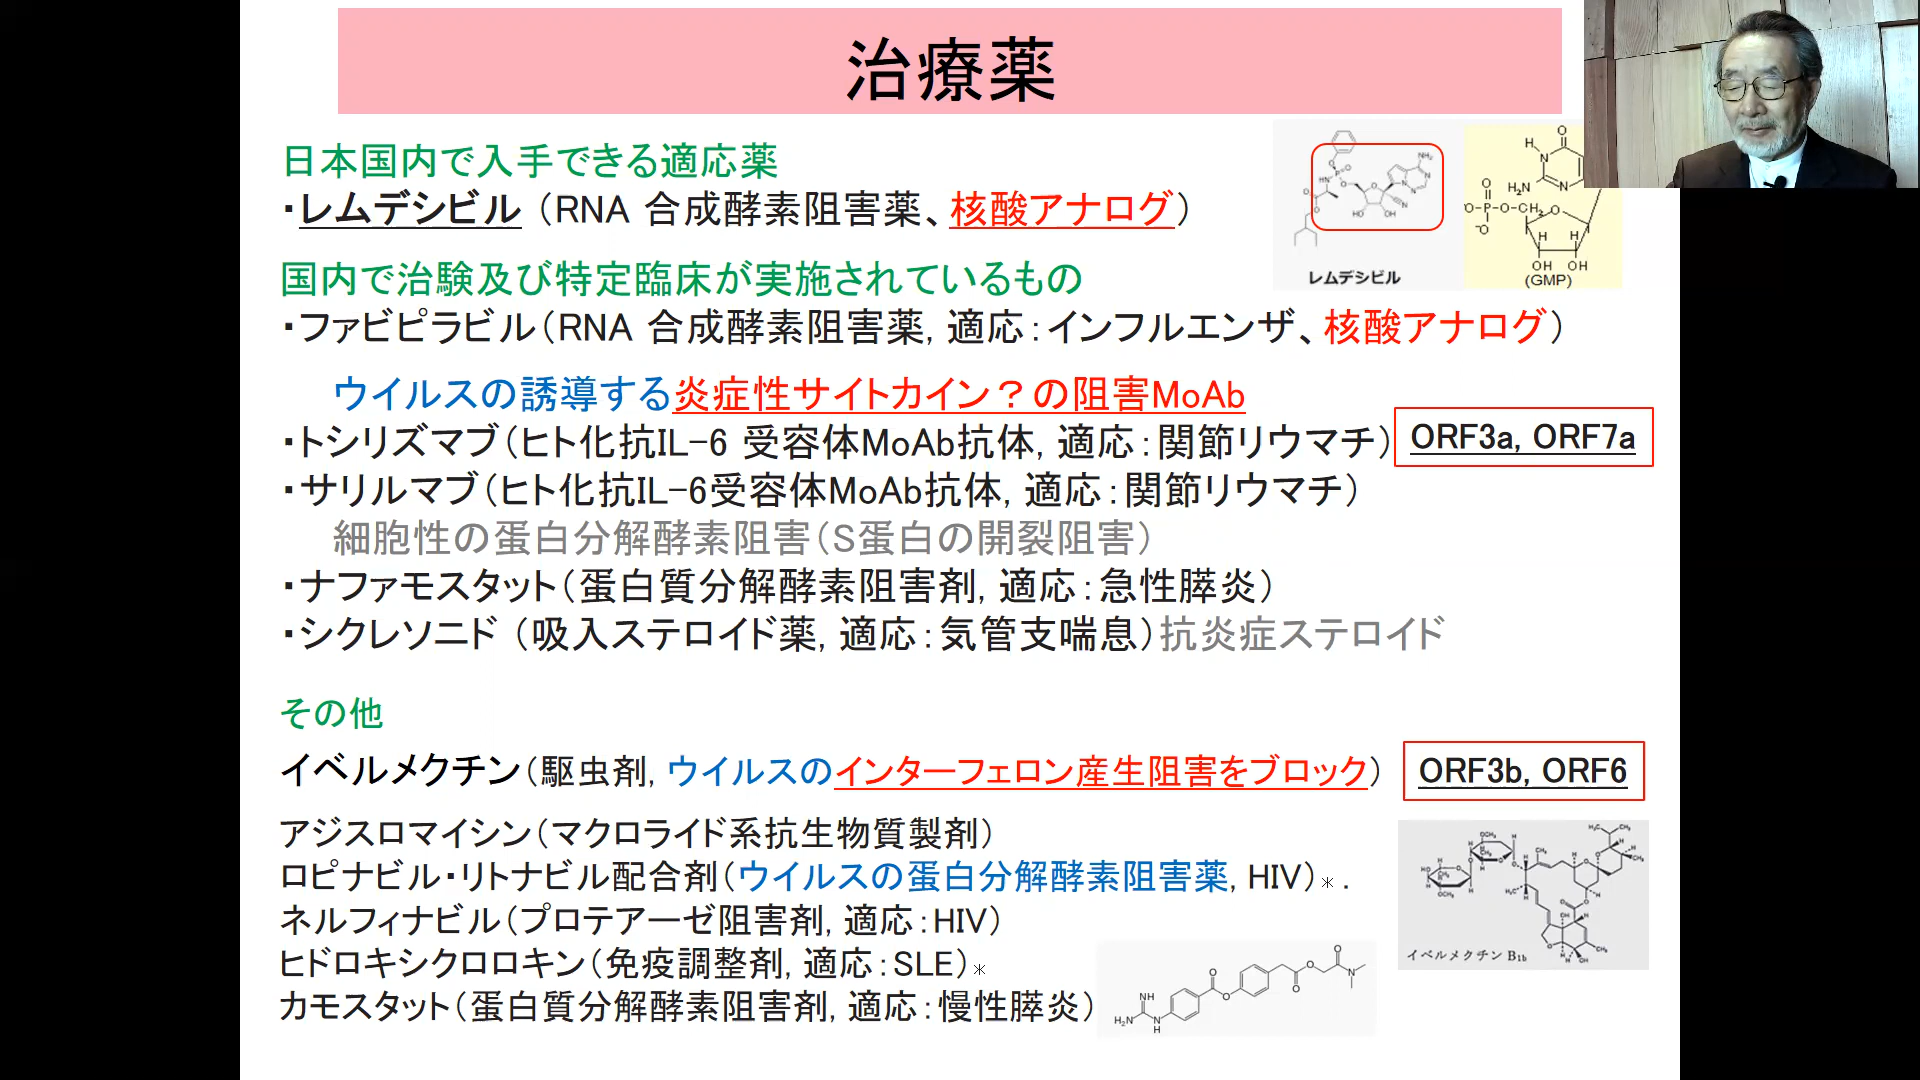 治療薬
日本国内で入手できる適応薬
・レムデシビル（RNA 合成酵素阻害薬、核酸アナログ）
レムデシビル
(GMP)
国内で治験及び特定臨床が実施されているもの
・ファビピラビル（RNA 合成酵素阻害薬, 適応：インフルエンザ、核酸アナログ）
ウイルスの誘導する炎症性サイトカイン？の阻害MoAb
・トシリズマブ（ヒト化抗IL-6 受容体MoAb抗体, 適応：関節リウマチ） ORF3a, ORF7a
・サリルマブ（ヒト化抗IL-6受容体MoAb抗体, 適応：関節リウマチ）
細胞性の蛋白分解酵素阻害（S蛋白の開裂阻害）
・ナファモスタット（蛋白質分解酵素阻害剤, 適応：急性膵炎）
・シクレソニド （吸入ステロイド薬, 適応：気管支喘息）抗炎症ステロイド
その他
イベルメクチン（駆虫剤, ウイルスのインターフェロン産生阻害をブロック） ORF3b, ORF6
アジスロマイシン（マクロライド系抗生物質製剤）
ロピナビル・リトナビル配合剤（ウイルスの蛋白分解酵素阻害薬, HIV）＊.
ネルフィナビル（プロテアーゼ阻害剤, 適応：HIV）
ヒドロキシクロロキン（免疫調整剤, 適応：SLE）＊
カモスタット（蛋白質分解酵素阻害剤, 適応：慢性膵炎）
イベルメクチン B1b